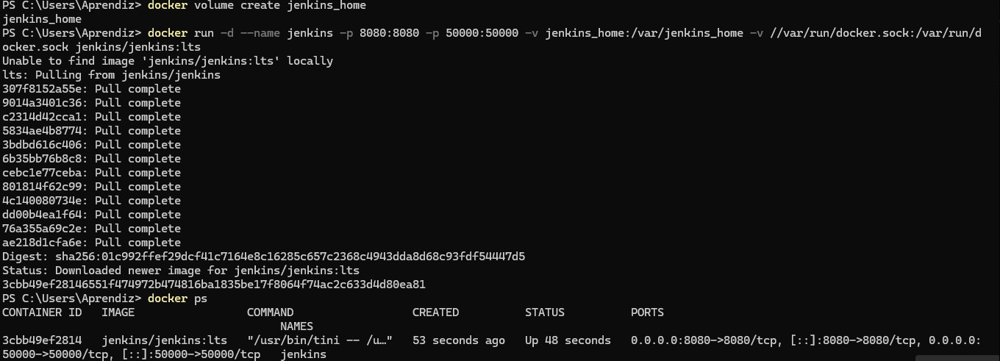 PS C:\Users\Aprendiz> docker volume create jenkins_home
jenkins_home
PS C:\Users\Aprendiz> docker run -d --name jenkins -p 8080:8080 -p 50000:50000 -v jenkins_home:/var/jenkins_home -v //var/run/docker.sock:/var/run/d
ocker.sock jenkins/jenkins:lts
Unable to find image 'jenkins/jenkins:lts' locally
lts: Pulling from jenkins/jenkins
307f8152a55e: Pull complete
9014a3401c36: Pull complete
c2314d42cca1: Pull complete
5834ae4b8774: Pull complete
3bdbd616c406: Pull complete
6b35bb76b8c8: Pull complete
cebc1e77ceba: Pull complete
801814f62c99: Pull complete
4c140080734e: Pull complete
dd00b4ea1f64: Pull complete
76a355a69c2e: Pull complete
ae218d1cfa6e: Pull complete
Digest: sha256:01c992ffef29dcf41c7164e8c16285c657c2368c4943dda8d68c93fdf54447d5
Status: Downloaded newer image for jenkins/jenkins:lts
3cbb49ef28146551f474972b474816ba1835be17f8064f74ac2c633d4d80ea81
PS C:\Users\Aprendiz> docker ps
CONTAINER ID   IMAGE                 COMMAND                  CREATED          STATUS          PORTS
                                          NAMES
3cbb49ef2814   jenkins/jenkins:lts   "/usr/bin/tini -- /u…"   53 seconds ago   Up 48 seconds   0.0.0.0:8080->8080/tcp, [::]:8080->8080/tcp, 0.0.0.0:
50000->50000/tcp, [::]:50000->50000/tcp   jenkins